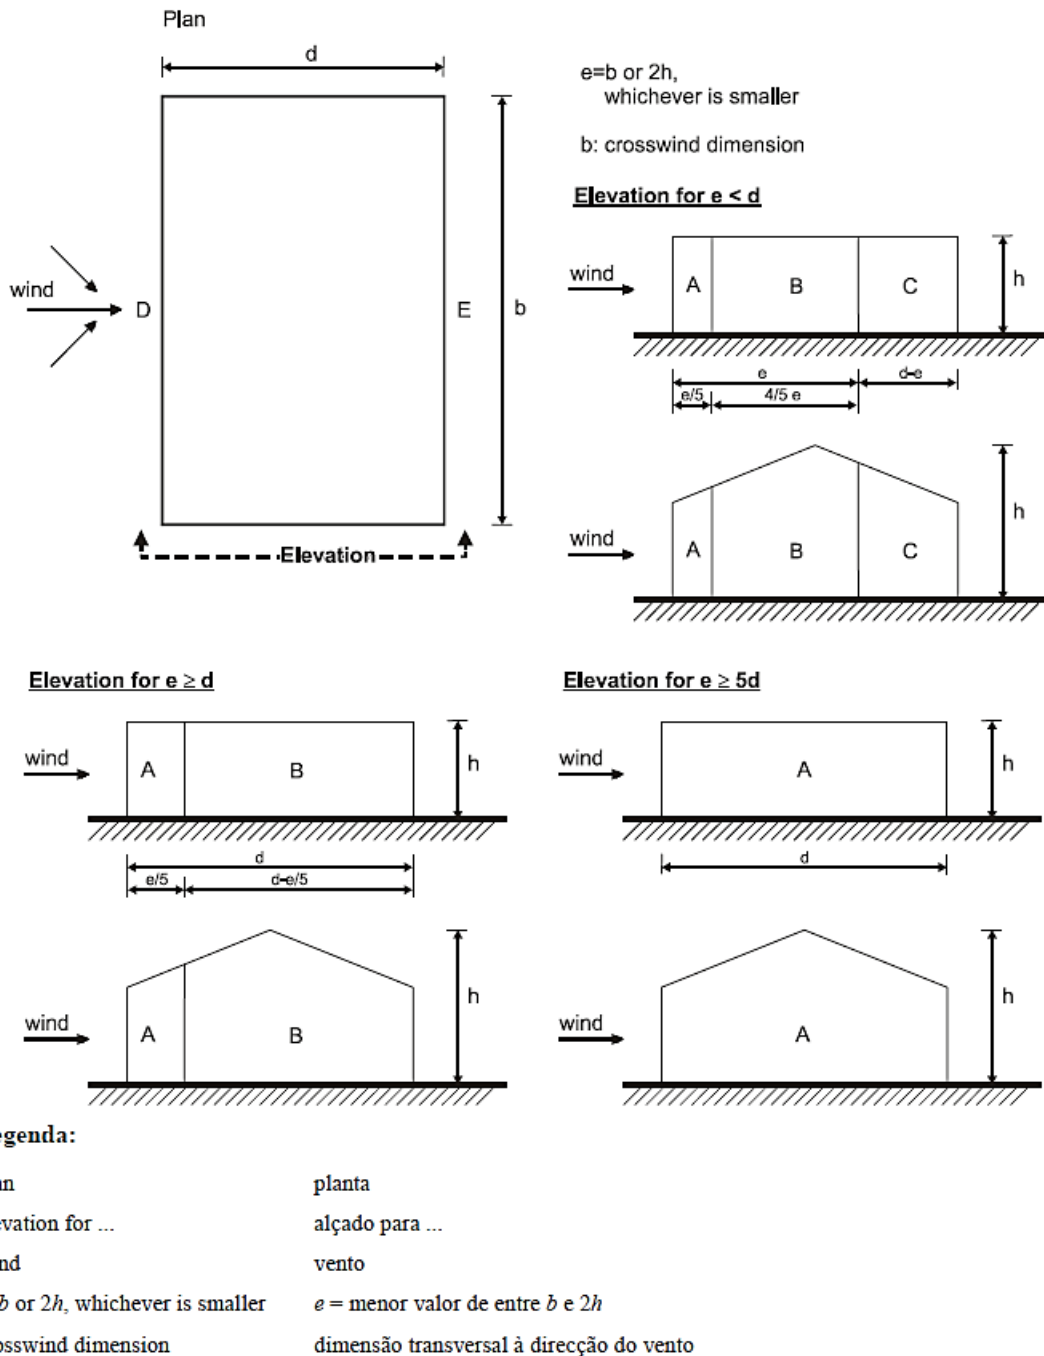 Plan
d
e=b or 2h,
whichever is smaller
b: crosswind dimension
Elevation for e < d
wind
D
E
b
wind
A
B
C
h
e
d–e
e/5
4/5 e
Elevation
wind
A
B
C
h
Elevation for e ≥ d
Elevation for e ≥ 5d
wind
A
B
h
wind
A
h
d
e/5
d–e/5
d
wind
A
B
h
wind
A
h
egenda:
an
planta
evation for ...
alçado para ...
nd
vento
b or 2h, whichever is smaller
e = menor valor de entre b e 2h
osswind dimension
dimensão transversal à direcção do vento